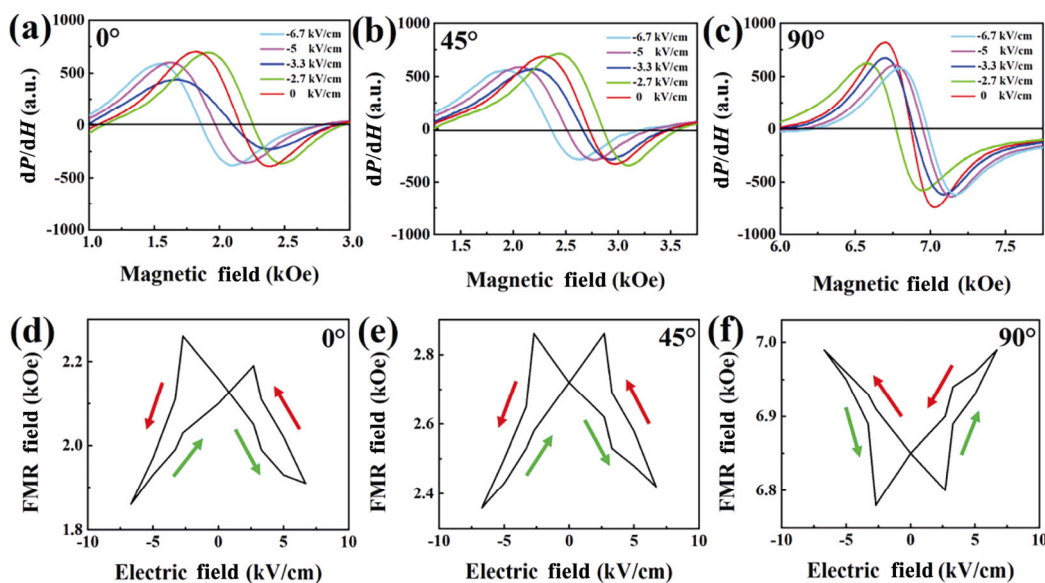 (a)
0°
1000
500
0
-500
-1000
dP/dH (a.u.)
-6.7 kV/cm
-5 kV/cm
-3.3 kV/cm
-2.7 kV/cm
0 kV/cm
1.0 1.5 2.0 2.5 3.0
Magnetic field (kOe)
(b)
45°
1000
500
0
-500
-1000
dP/dH (a.u.)
-6.7 kV/cm
-5 kV/cm
-3.3 kV/cm
-2.7 kV/cm
0 kV/cm
1.5 2.0 2.5 3.0 3.5
Magnetic field (kOe)
(c)
90°
1000
500
0
-500
-1000
dP/dH (a.u.)
-6.7 kV/cm
-5 kV/cm
-3.3 kV/cm
-2.7 kV/cm
0 kV/cm
6.0 6.5 7.0 7.5
Magnetic field (kOe)
(d)
0°
2.2
2.0
1.8
FMR field (kOe)
-10 -5 0 5 10
Electric field (kV/cm)
(e)
45°
2.8
2.6
2.4
FMR field (kOe)
-10 -5 0 5 10
Electric field (kV/cm)
(f)
90°
7.0
6.9
6.8
FMR field (kOe)
-10 -5 0 5 10
Electric field (kV/cm)